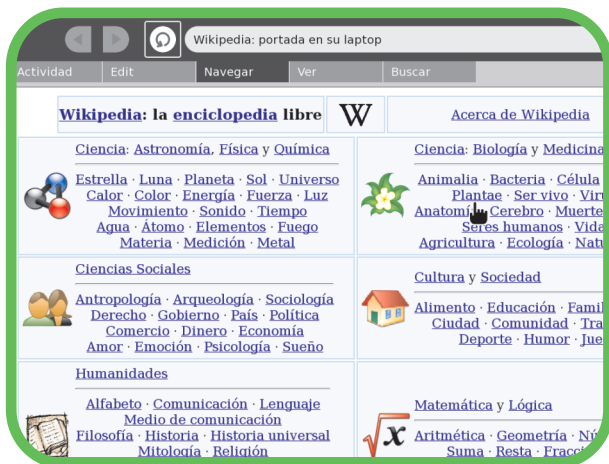 Wikipedia: portada en su laptop
Actividad Edit Navegar Ver Buscar
Wikipedia: la enciclopedia libre W Acerca de Wikipedia
Ciencia: Astronomía, Física y Química
Estrella · Luna · Planeta · Sol · Universo
Calor · Color · Energía · Fuerza · Luz
Movimiento · Sonido · Tiempo
Agua · Átomo · Elementos · Fuego
Materia · Medición · Metal
Ciencia: Biología y Medicina
Animalia · Bacteria · Célula
Plantae · Ser vivo ·
Cerebro · Muerte
Seres humanos · Vida
Agricultura · Ecología ·
Ciencias Sociales
Antropología · Arqueología · Sociología
Derecho · Gobierno · País · Política
Comercio · Dinero · Economía
Amor · Emoción · Psicología · Sueño
Cultura y Sociedad
Alimento · Educación ·
Ciudad · Comunidad ·
Deporte · Humor ·
Humanidades
Alfabeto · Comunicación · Lenguaje
Medio de comunicación
Filosofía · Historia · Historia universal
Mitología · Religión
Matemática y Lógica
x
Aritmética · Geometría ·
Suma · Resta ·